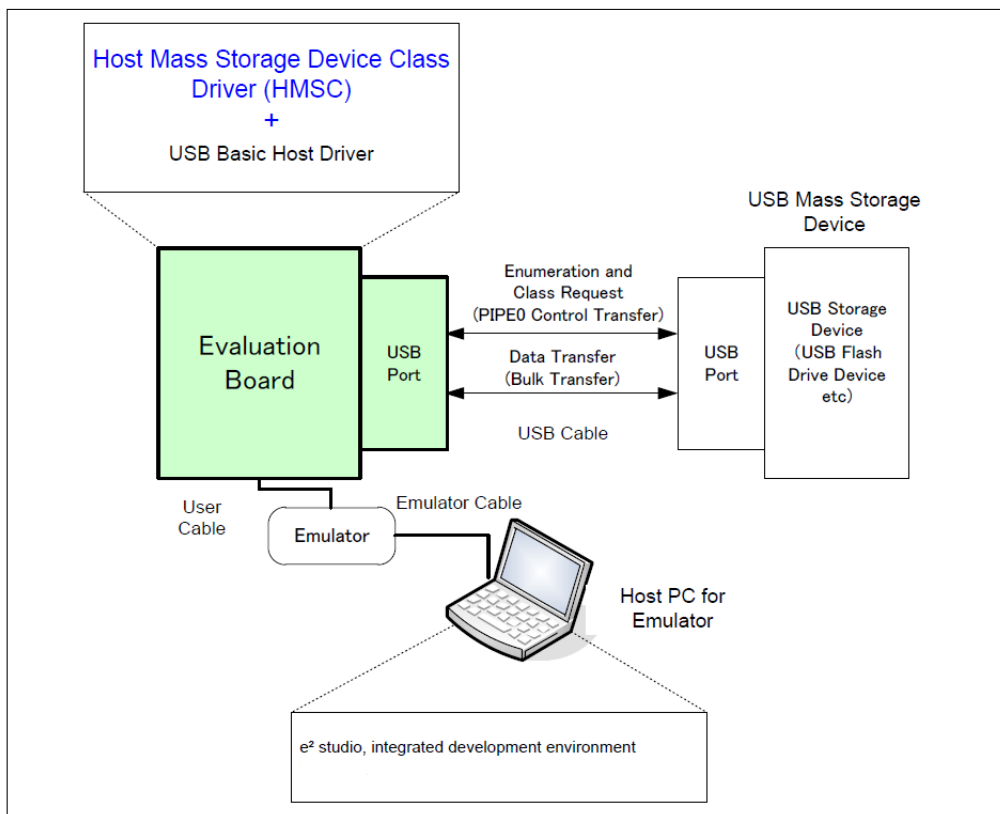 Host Mass Storage Device Class
Driver (HMSC)
+
USB Basic Host Driver
USB Mass Storage
Device
Evaluation
Board
USB
Port
Enumeration and
Class Request
(PIPE0 Control Transfer)
Data Transfer
(Bulk Transfer)
USB Cable
USB
Port
USB Storage
Device
(USB Flash
Drive Device
etc)
User
Cable
Emulator
Emulator Cable
Host PC for
Emulator
e² studio, integrated development environment